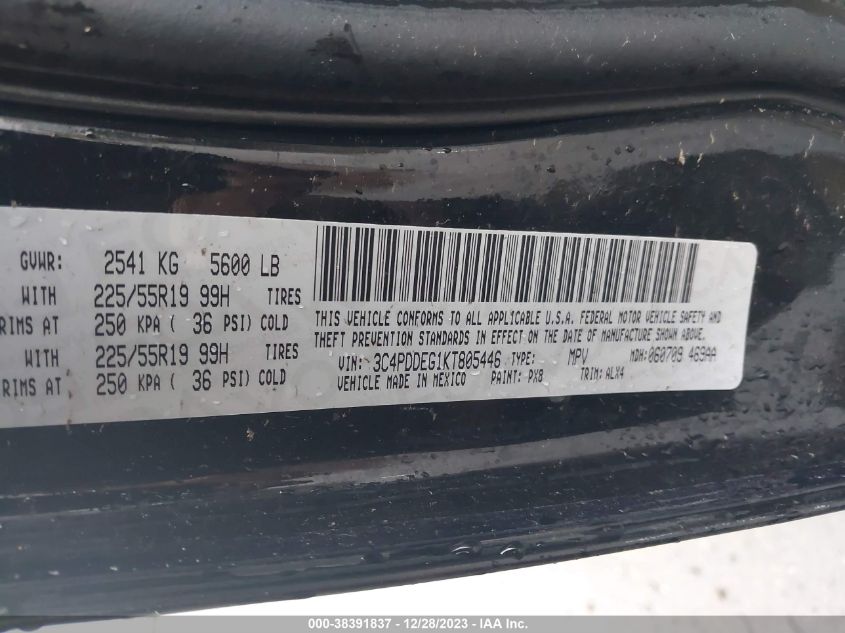 GVWR: 2541 KG 5600 LB
WITH 225/55R19 99H TIRES
RIMS AT 250 KPA ( 36 PSI) COLD
WITH 225/55R19 99H TIRES
RIMS AT 250 KPA ( 36 PSI) COLD
THIS VEHICLE CONFORMS TO ALL APPLICABLE U.S.A. FEDERAL MOTOR VEHICLE SAFETY AND
THEFT PREVENTION STANDARDS IN EFFECT ON THE DATE OF MANUFACTURE SHOWN ABOVE.
VIN: 3C4PDDEG1KT805446 TYPE: MPV MDH:060709 469AA
VEHICLE MADE IN MEXICO PAINT: PX8 TRIM: ALX4
000-38391837 - 12/28/2023 - IAA Inc.